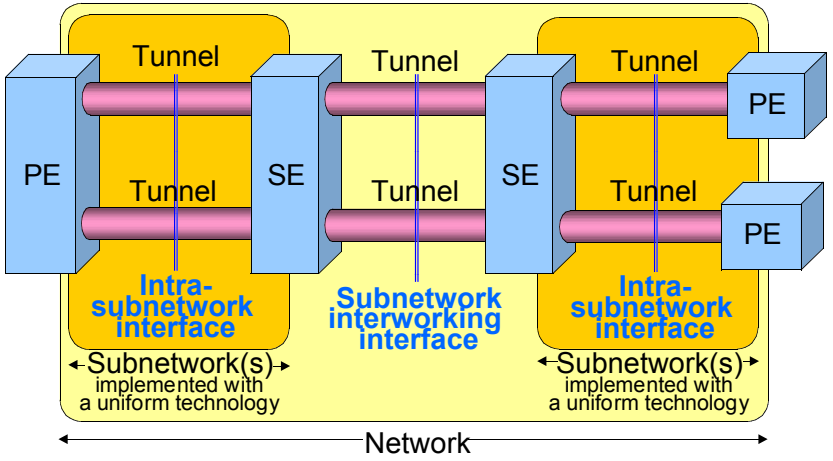 Tunnel
Tunnel
Tunnel
PE
PE
SE
SE
Tunnel
Tunnel
Tunnel
PE
Intra-
subnetwork
interface
Subnetwork
interworking
interface
Intra-
subnetwork
interface
Subnetwork(s)
implemented with
a uniform technology
Subnetwork(s)
implemented with
a uniform technology
Network